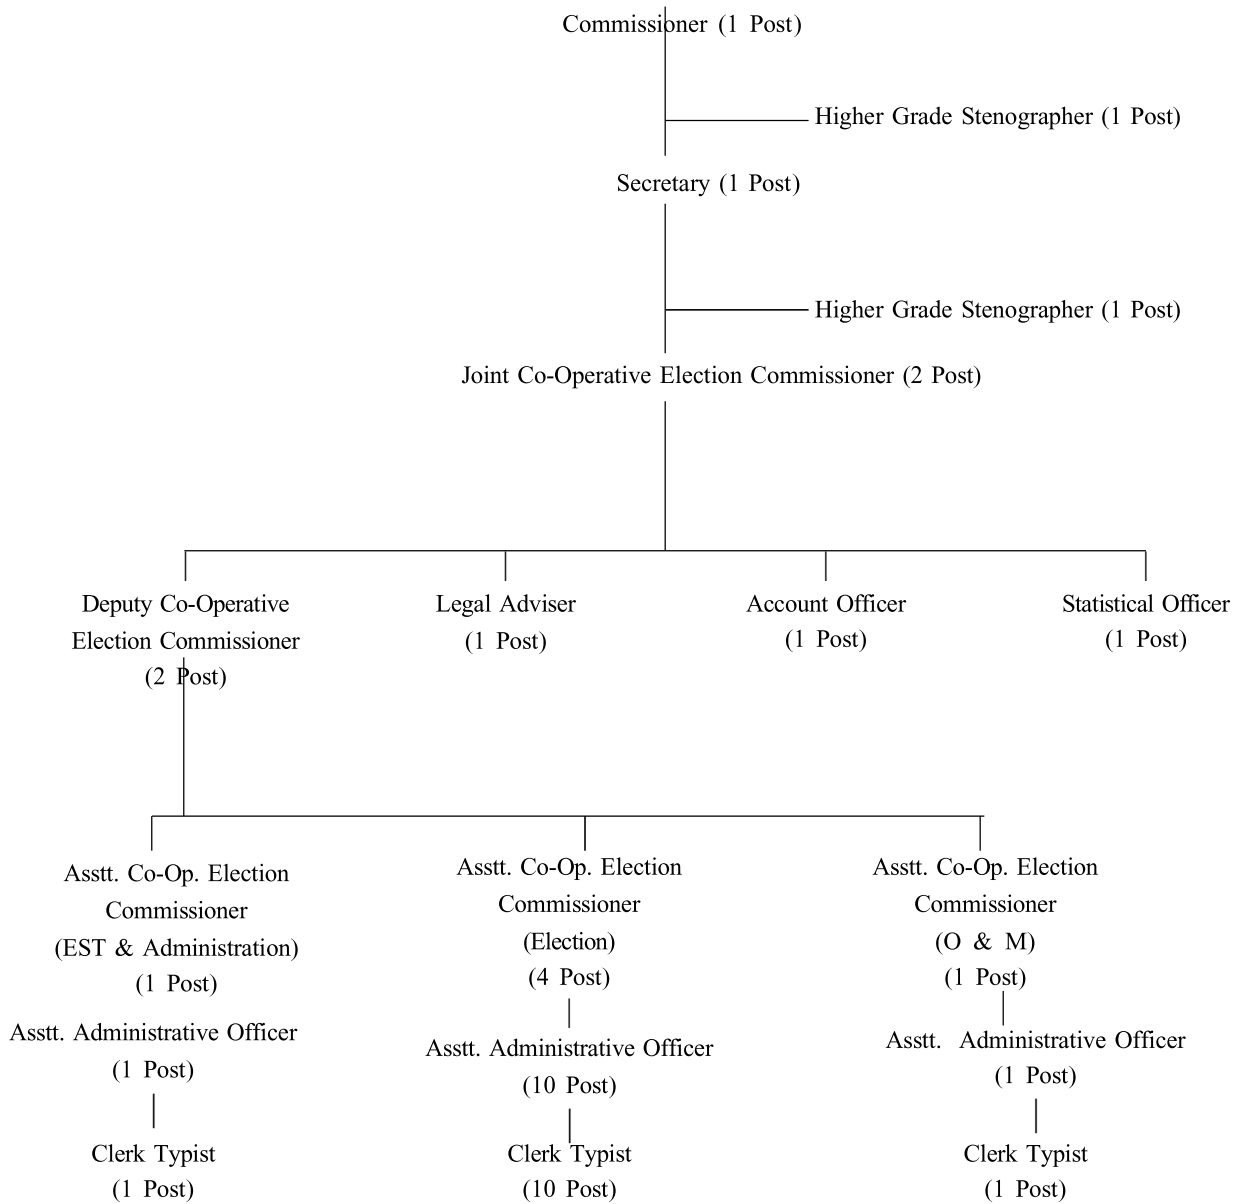 Commissioner (1 Post)
Higher Grade Stenographer (1 Post)
Secretary (1 Post)
Higher Grade Stenographer (1 Post)
Joint Co-Operative Election Commissioner (2 Post)
Deputy Co-Operative
Election Commissioner
(2 Post)
Legal Adviser
(1 Post)
Account Officer
(1 Post)
Statistical Officer
(1 Post)
Asstt. Co-Op. Election
Commissioner
(EST & Administration)
(1 Post)
Asstt. Administrative Officer
(1 Post)
Clerk Typist
(1 Post)
Asstt. Co-Op. Election
Commissioner
(Election)
(4 Post)
Asstt. Administrative Officer
(10 Post)
Clerk Typist
(10 Post)
Asstt. Co-Op. Election
Commissioner
(O & M)
(1 Post)
Asstt. Administrative Officer
(1 Post)
Clerk Typist
(1 Post)